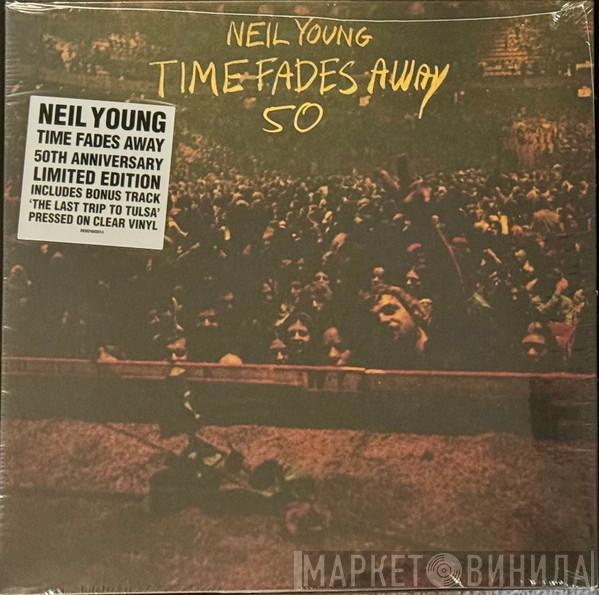 NEIL YOUNG
TIME FADES AWAY
50
NEIL YOUNG
TIME FADES AWAY
50TH ANNIVERSARY
LIMITED EDITION
INCLUDES BONUS TRACK
'THE LAST TRIP TO TULSA'
PRESSED ON CLEAR VINYL
МАРКЕТ ВИНИЛА